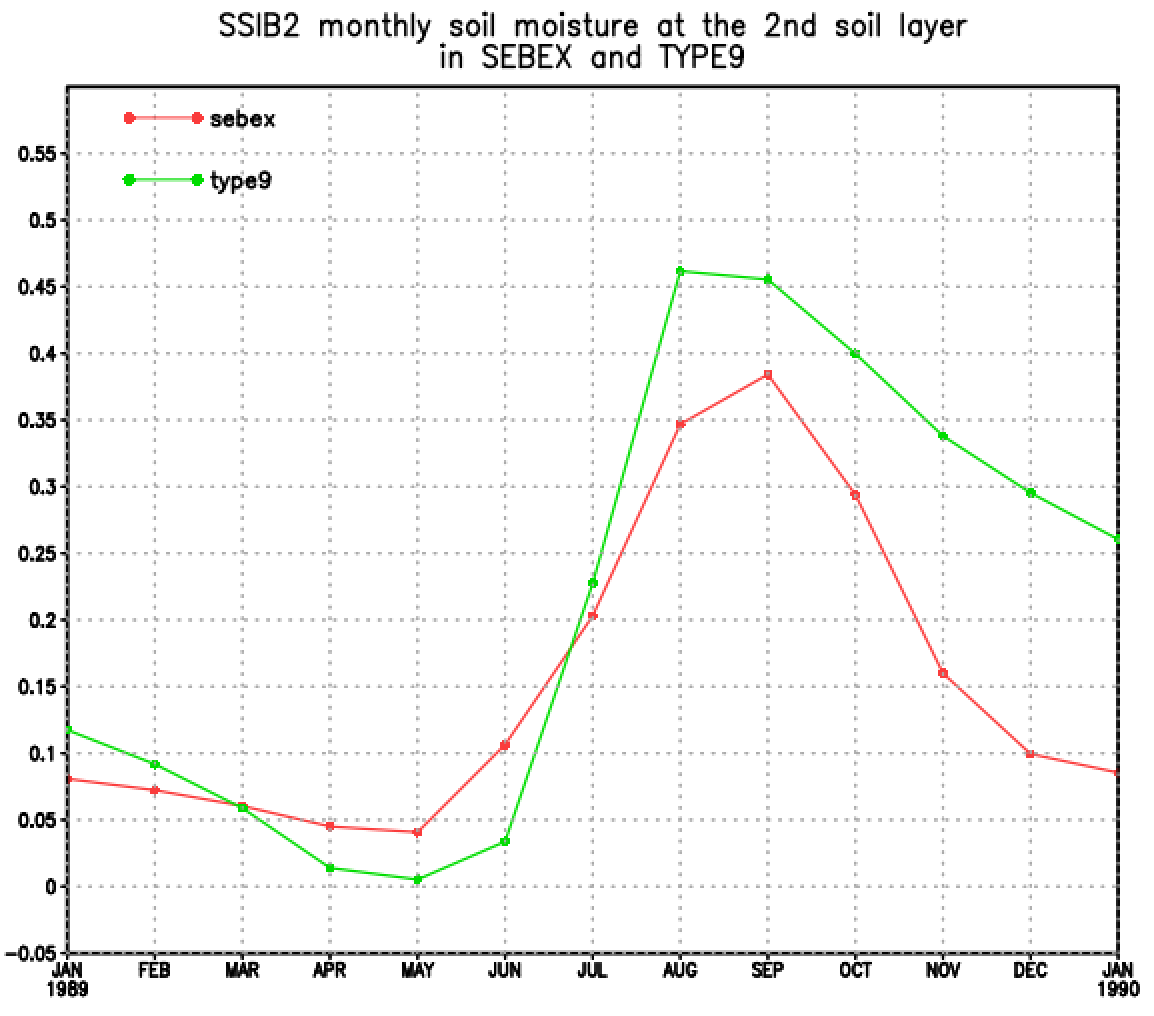 SSIB2 monthly soil moisture at the 2nd soil layer
in SEBEX and TYPE9
sebex
type9
0.55
0.5
0.45
0.4
0.35
0.3
0.25
0.2
0.15
0.1
0.05
0
-0.05
JAN FEB MAR APR MAY JUN JUL AUG SEP OCT NOV DEC JAN
1989 1990